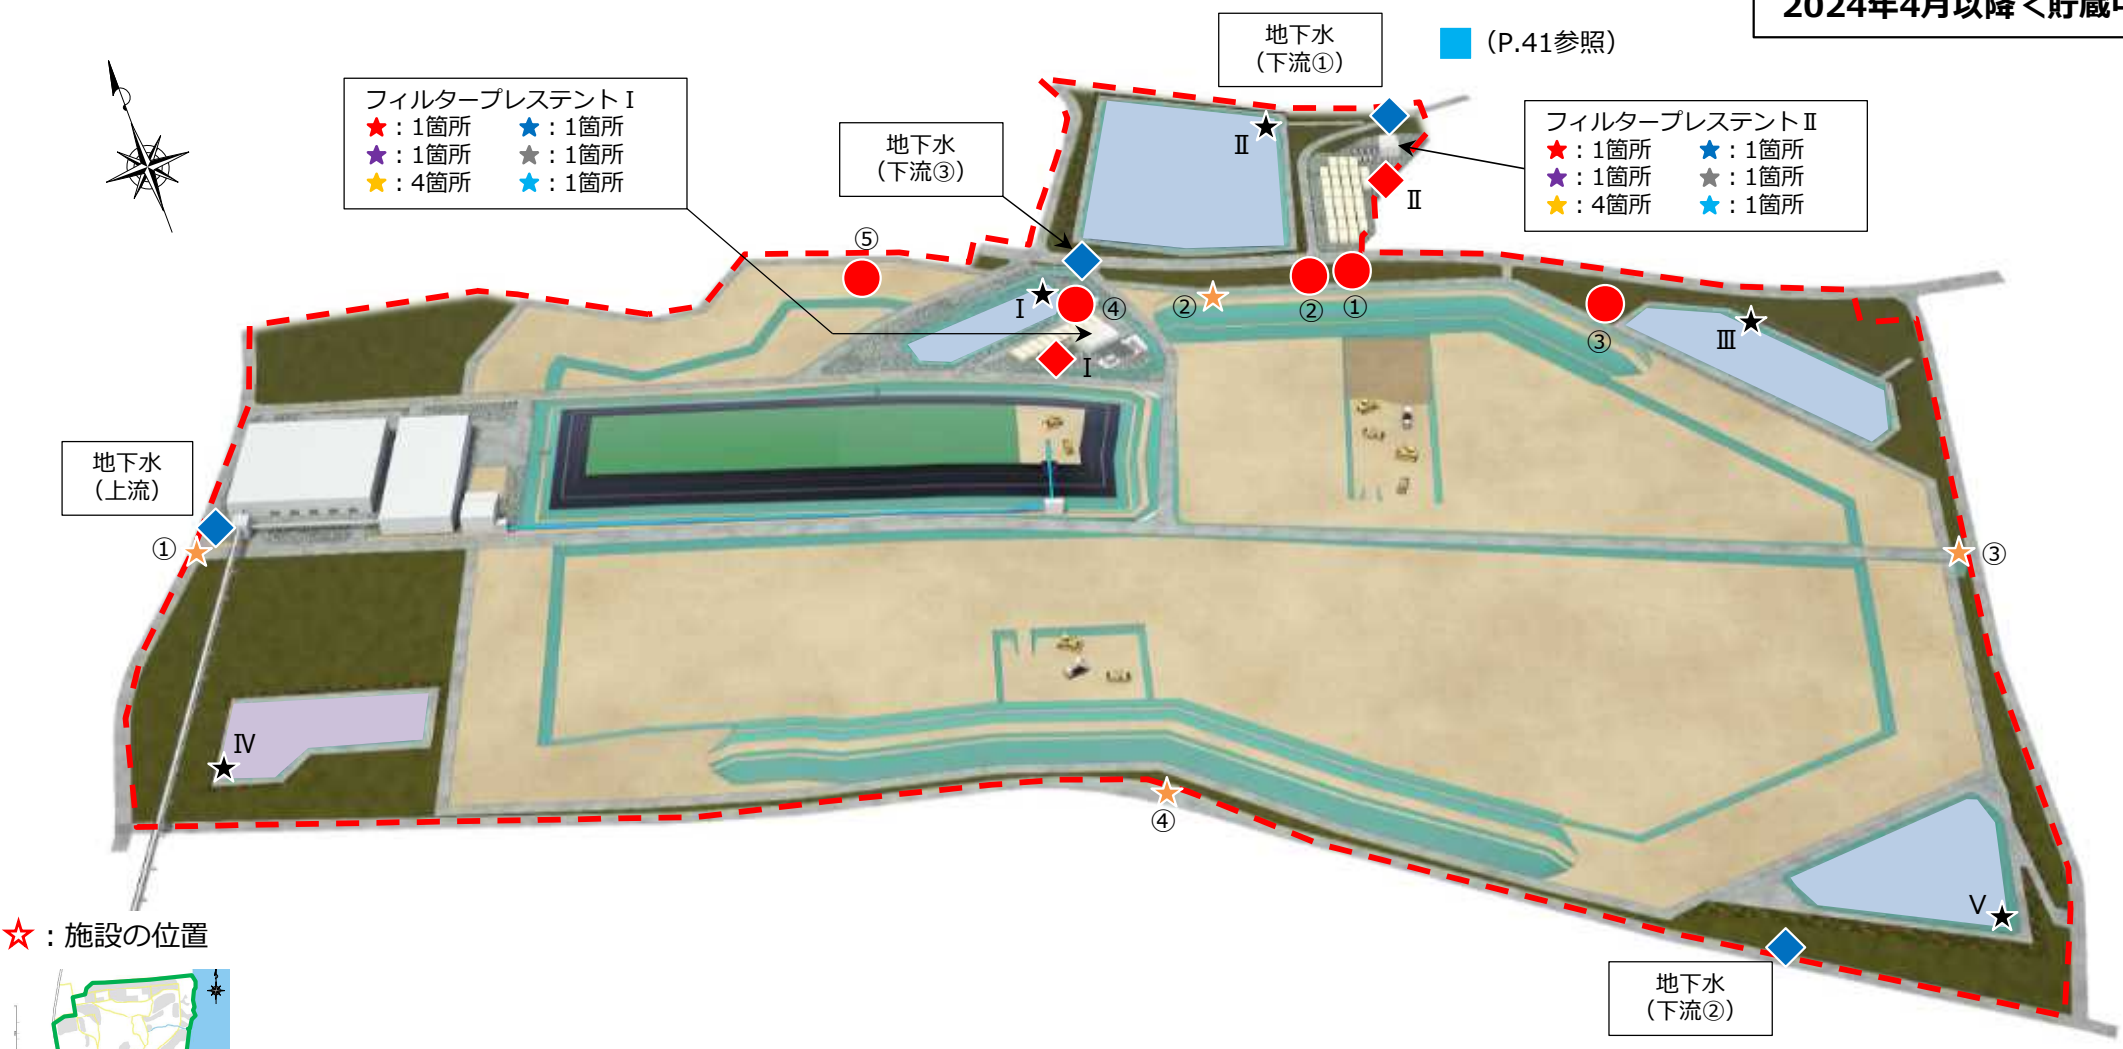 2024年4月以降<貯蔵中
地下水
(下流①)
(P.41参照)
フィルタープレステントⅠ
★:1箇所 ★:1箇所
★:1箇所 ★:1箇所
★:4箇所 ★:1箇所
地下水
(下流③)
フィルタープレステントⅡ
★:1箇所 ★:1箇所
★:1箇所 ★:1箇所
★:4箇所 ★:1箇所
Ⅱ
Ⅱ
⑤
Ⅰ
④
②
②
①
③
Ⅲ
Ⅰ
地下水
(上流)
①
③
Ⅳ
④
Ⅴ
☆:施設の位置
地下水
(下流②)